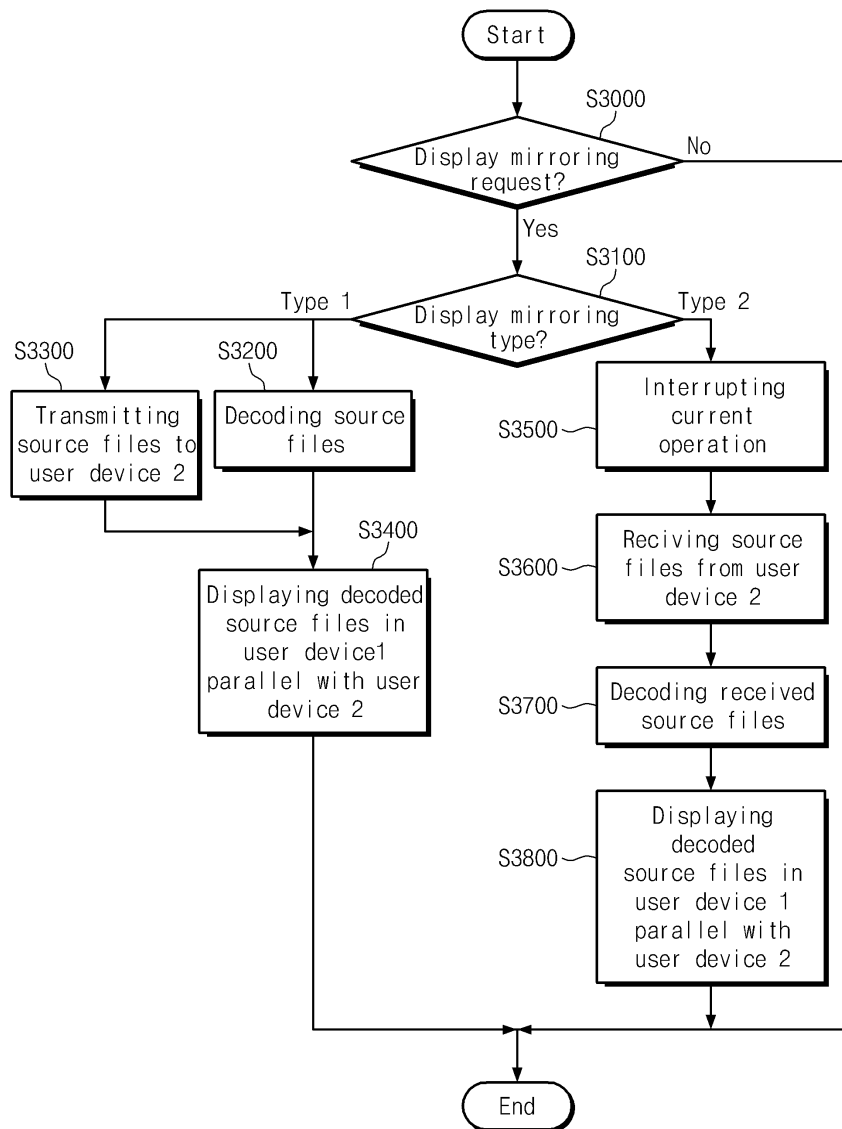 Start
S3000
Display mirroring
request?
No
Yes
S3100
Type 1
Display mirroring
type?
Type 2
S3300
Transmitting
source files to
user device 2
S3200
Decoding source
files
S3400
Displaying decoded
source files in
user device1
parallel with user
device 2
S3500
Interrupting
current
operation
S3600
Reciving source
files from user
device 2
S3700
Decoding received
source files
S3800
Displaying
decoded
source files in
user device 1
parallel with
user device 2
End